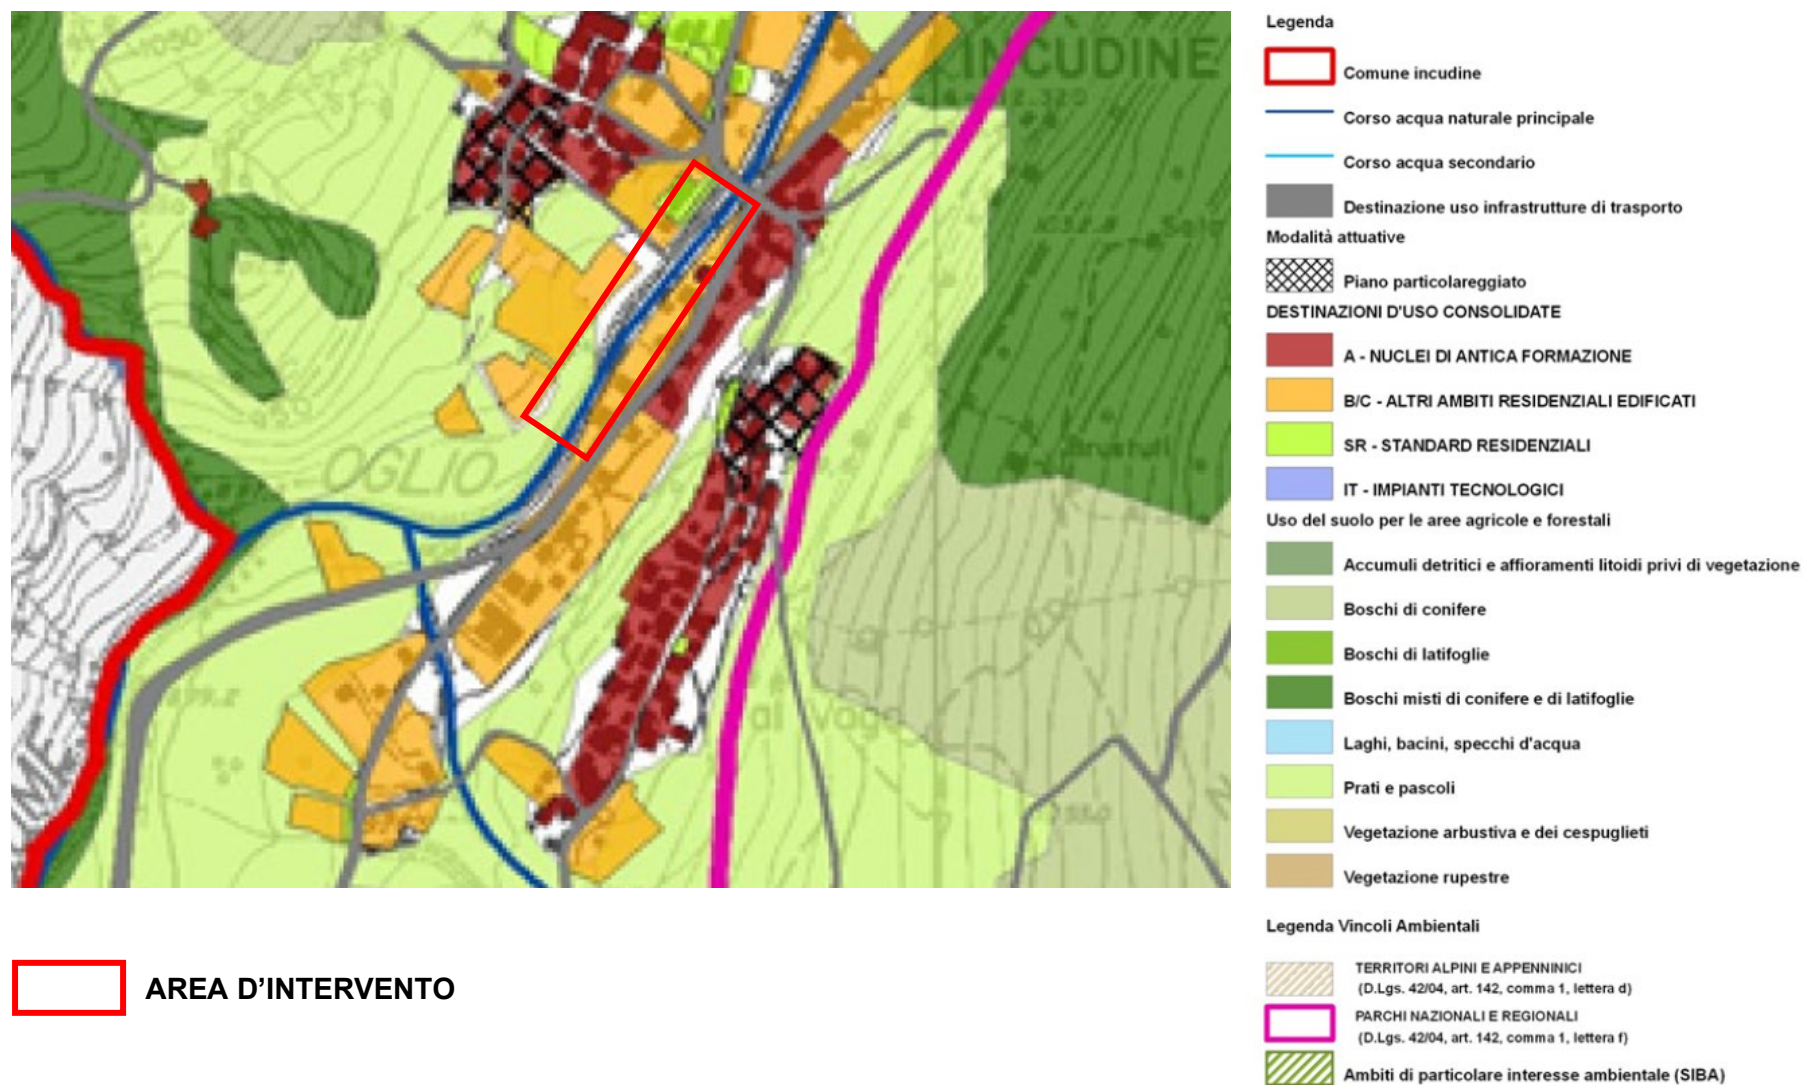 INCUDINE
OGLIO
al Vago
AREA D'INTERVENTO
Legenda
Comune incudine
Corso acqua naturale principale
Corso acqua secondario
Destinazione uso infrastrutture di trasporto
Modalità attuative
Piano particolareggiato
DESTINAZIONI D'USO CONSOLIDATE
A - NUCLEI DI ANTICA FORMAZIONE
B/C - ALTRI AMBITI RESIDENZIALI EDIFICATI
SR - STANDARD RESIDENZIALI
IT - IMPIANTI TECNOLOGICI
Uso del suolo per le aree agricole e forestali
Accumuli detritici e affioramenti litoidi privi di vegetazione
Boschi di conifere
Boschi di latifoglie
Boschi misti di conifere e di latifoglie
Laghi, bacini, specchi d'acqua
Prati e pascoli
Vegetazione arbustiva e dei cespuglieti
Vegetazione rupestre
Legenda Vincoli Ambientali
TERRITORI ALPINI E APPENNINICI
(D.Lgs. 42/04, art. 142, comma 1, lettera d)
PARCHI NAZIONALI E REGIONALI
(D.Lgs. 42/04, art. 142, comma 1, lettera f)
Ambiti di particolare interesse ambientale (SIBA)